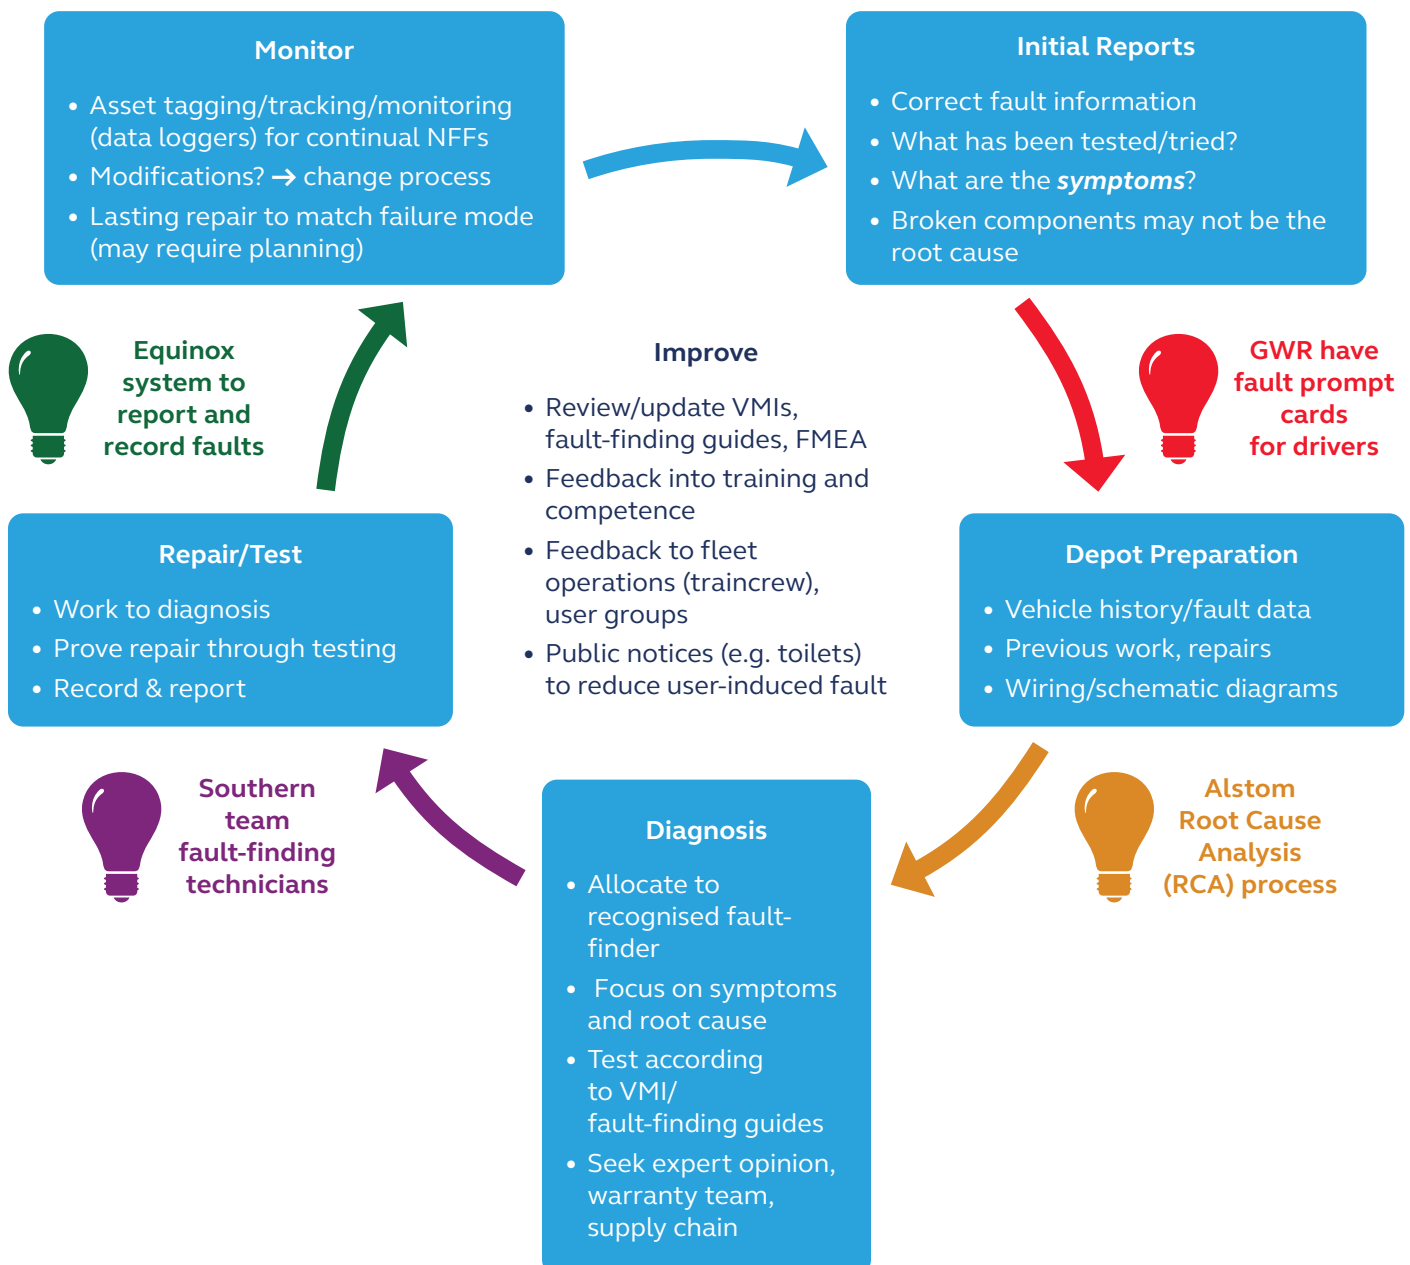 Monitor
• Asset tagging/tracking/monitoring
(data loggers) for continual NFFs
• Modifications? → change process
• Lasting repair to match failure mode
(may require planning)
Initial Reports
• Correct fault information
• What has been tested/tried?
• What are the symptoms?
• Broken components may not be the
root cause
Equinox
system to
report and
record faults
Improve
• Review/update VMIs,
fault-finding guides, FMEA
• Feedback into training and
competence
• Feedback to fleet
operations (traincrew),
user groups
• Public notices (e.g. toilets)
to reduce user-induced fault
GWR have
fault prompt
cards
for drivers
Repair/Test
• Work to diagnosis
• Prove repair through testing
• Record & report
Depot Preparation
• Vehicle history/fault data
• Previous work, repairs
• Wiring/schematic diagrams
Southern
team
fault-finding
technicians
Diagnosis
• Allocate to
recognised fault-
finder
• Focus on symptoms
and root cause
• Test according
to VMI/
fault-finding guides
• Seek expert opinion,
warranty team,
supply chain
Alstom
Root Cause
Analysis
(RCA) process